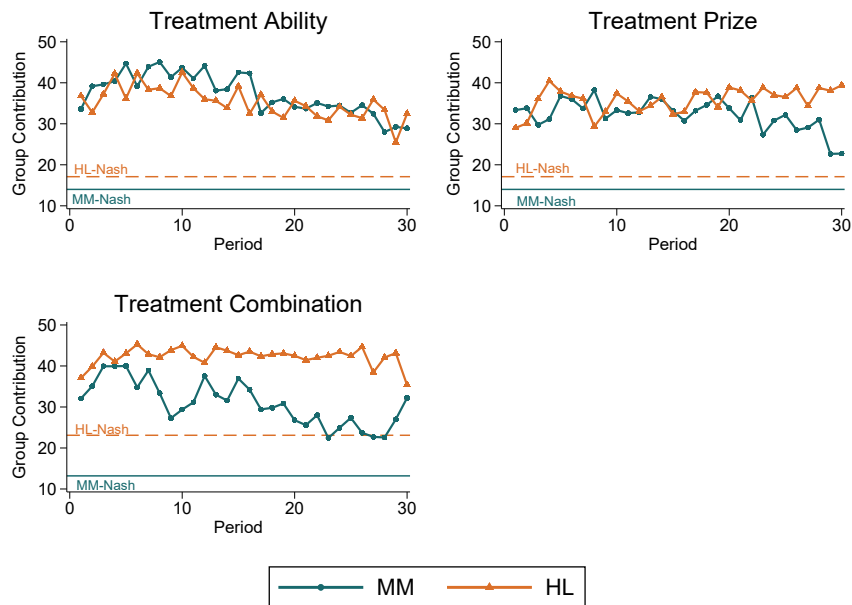 Treatment Ability
Group Contribution
50
40
30
20
10
HL-Nash
MM-Nash
0
10
20
30
Period
Treatment Prize
Group Contribution
50
40
30
20
10
HL-Nash
MM-Nash
0
10
20
30
Period
Treatment Combination
Group Contribution
50
40
30
20
10
HL-Nash
MM-Nash
0
10
20
30
Period
MM
HL